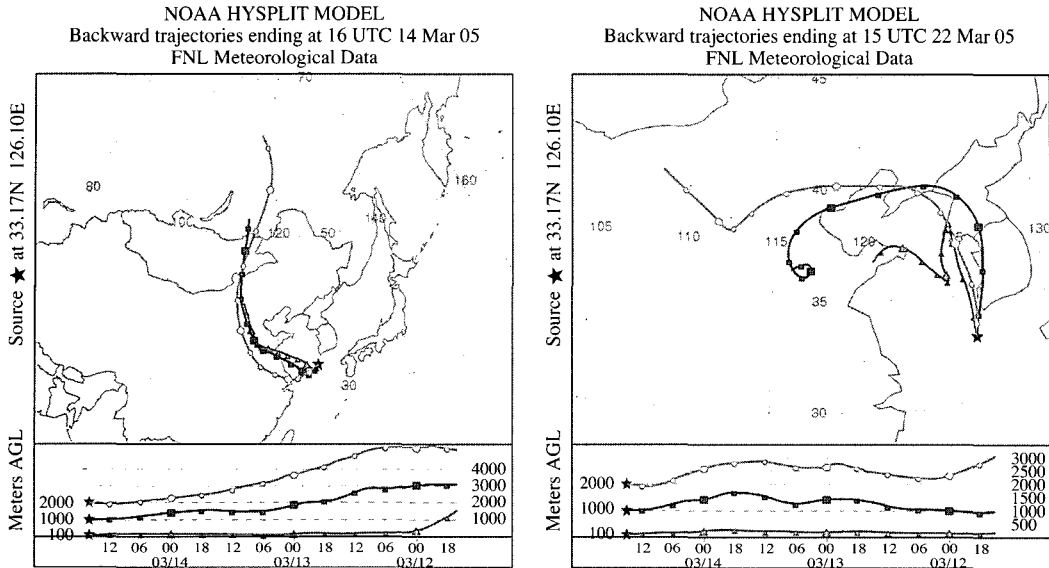 NOAA HYSPLIT MODEL
Backward trajectories ending at 16 UTC 14 Mar 05
FNL Meteorological Data
Source ★ at 33.17N 126.10E
70
80
160
140
120
50
30
Meters AGL
2000
1000
100
4000
3000
2000
1000
12 06 00 18 12 06 00 18 12 06 00 18
03/14 03/13 03/12
NOAA HYSPLIT MODEL
Backward trajectories ending at 15 UTC 22 Mar 05
FNL Meteorological Data
Source ★ at 33.17N 126.10E
45
40
105
110
115
120
130
35
30
Meters AGL
2000
1000
100
3000
2500
2000
1500
1000
500
12 06 00 18 12 06 00 18 12 06 00 18
03/14 03/13 03/12